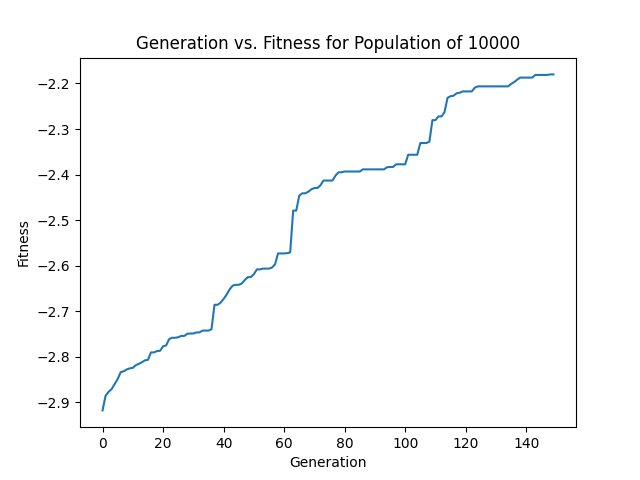 Generation vs. Fitness for Population of 10000
−2.2
−2.3
−2.4
−2.5
−2.6
−2.7
−2.8
−2.9
Fitness
0 20 40 60 80 100 120 140
Generation